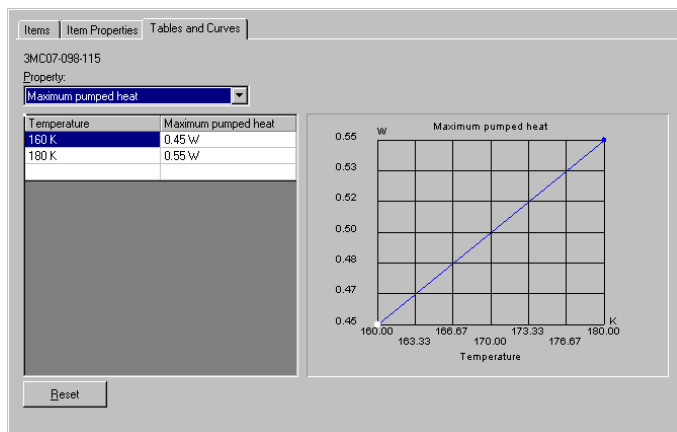 Items Item Properties Tables and Curves
3MC07-098-115
Property:
Maximum pumped heat
Temperature Maximum pumped heat
160 K 0.45 W
180 K 0.55 W
W Maximum pumped heat
0.55
0.53
0.52
0.50
0.48
0.47
0.45
K
160.00 166.67 173.33 180.00
163.33 170.00 176.67
Temperature
Reset